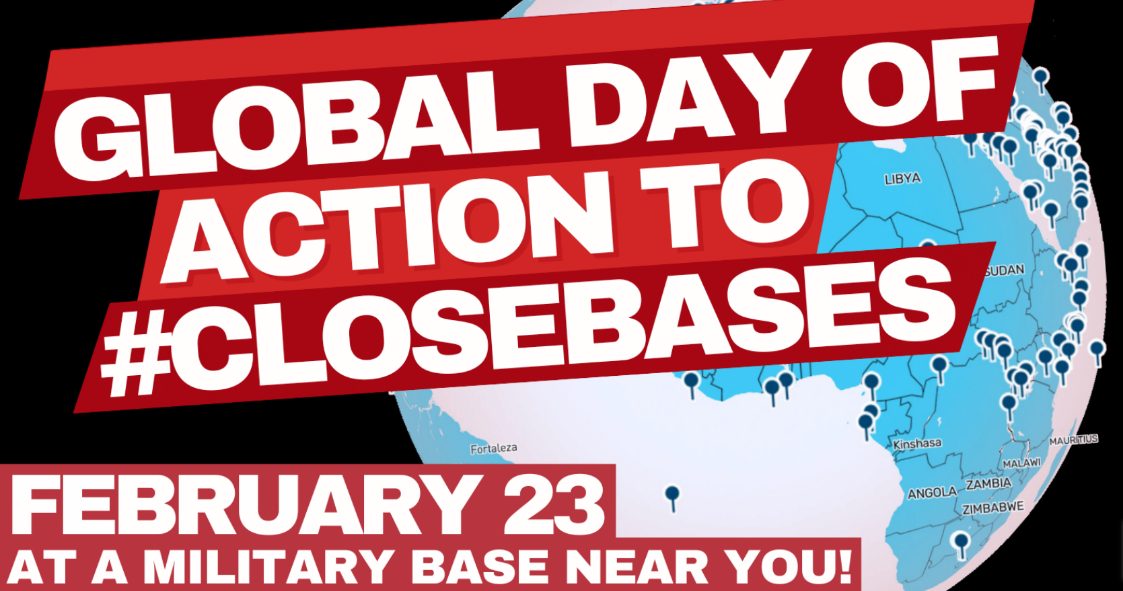 GLOBAL DAY OF
ACTION TO
#CLOSEBASES
LIBYA
SUDAN
Fortaleza
Kinshasa
MAURITIUS
MALAWI
ANGOLA
ZAMBIA
ZIMBABWE
FEBRUARY 23
AT A MILITARY BASE NEAR YOU!